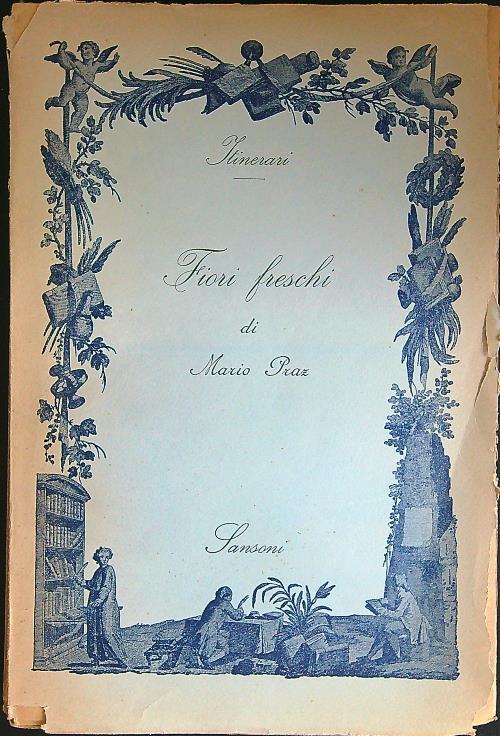 Itinerari
Fiori freschi
di
Mario Praz
Sansoni